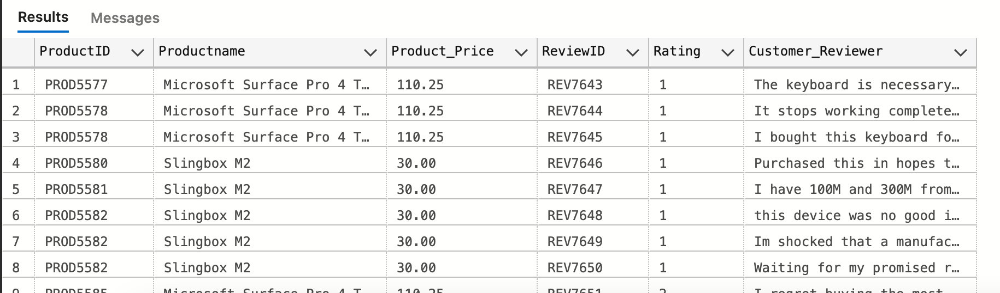 Results Messages
ProductID Productname Product_Price ReviewID Rating Customer_Reviewer
1 PROD5577 Microsoft Surface Pro 4 T… 110.25 REV7643 1 The keyboard is necessary…
2 PROD5578 Microsoft Surface Pro 4 T… 110.25 REV7644 1 It stops working complete…
3 PROD5578 Microsoft Surface Pro 4 T… 110.25 REV7645 1 I bought this keyboard fo…
4 PROD5580 Slingbox M2 30.00 REV7646 1 Purchased this in hopes t…
5 PROD5581 Slingbox M2 30.00 REV7647 1 I have 100M and 300M from…
6 PROD5582 Slingbox M2 30.00 REV7648 1 this device was no good i…
7 PROD5582 Slingbox M2 30.00 REV7649 1 Im shocked that a manufac…
8 PROD5582 Slingbox M2 30.00 REV7650 1 Waiting for my promised r…
9 PROD5585 Microsoft Surface Pro 4 T… 110.25 REV7651 I regret buying the most…